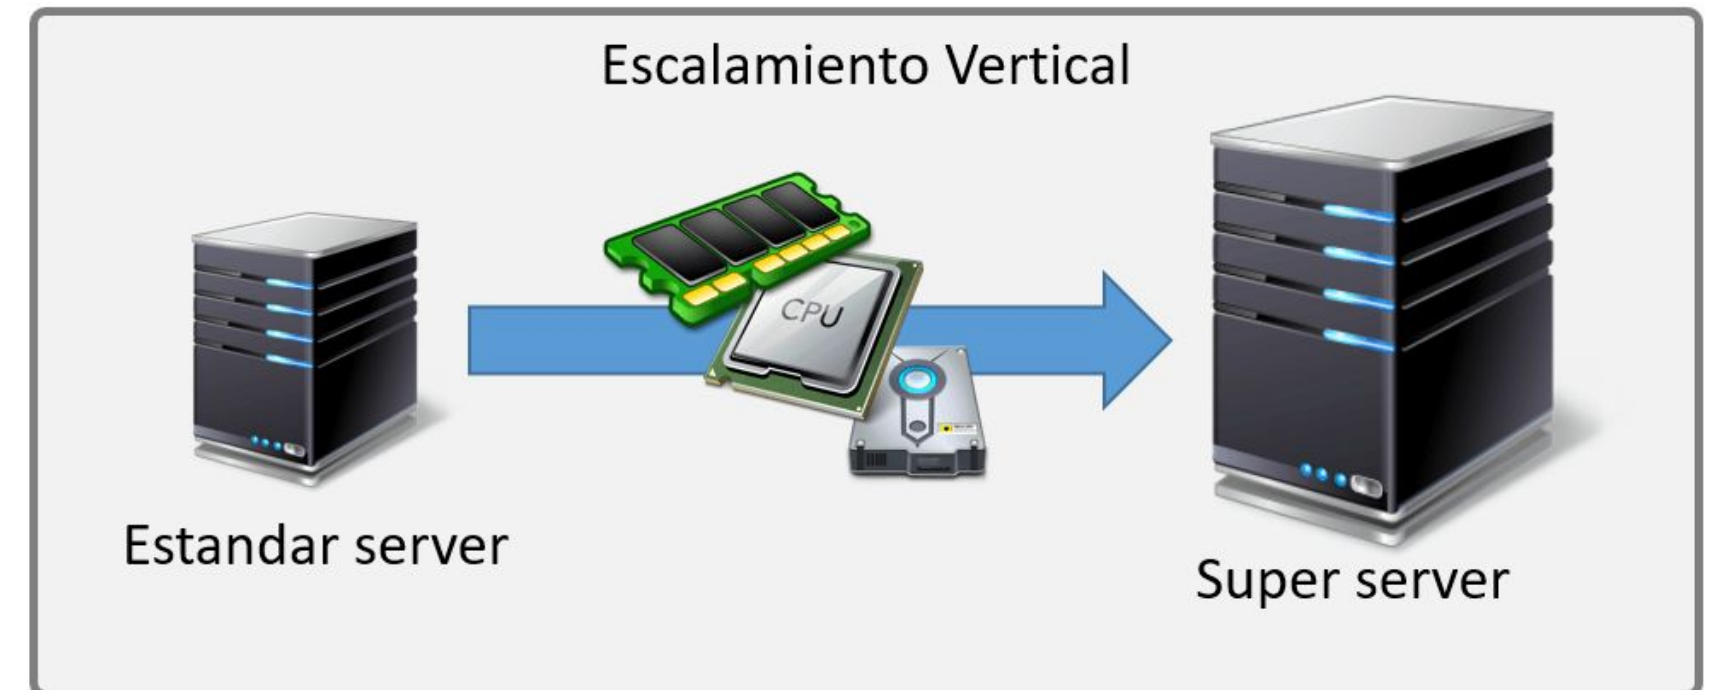 Escalamiento Vertical
CPU
Estandar server
Super server